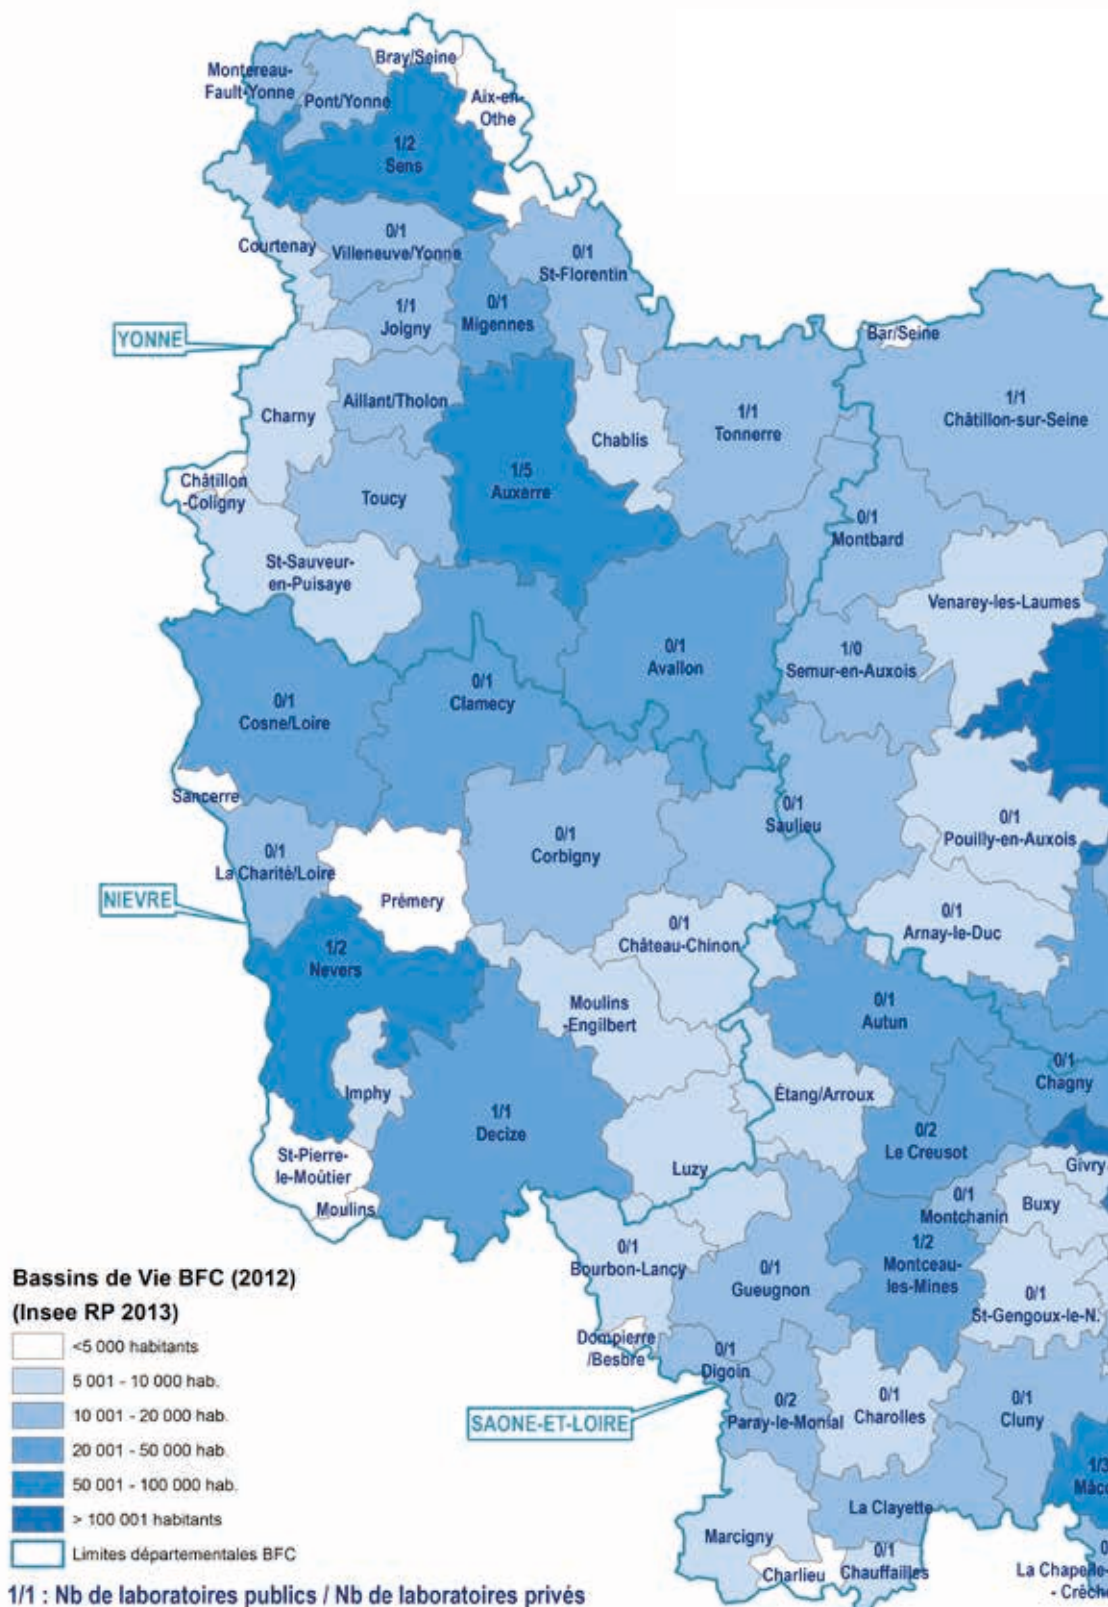 Bray/Seine
Montereau-
Fault-Yonne
Pont/Yonne
Aix-en-
Othe
1/2
Sens
Courtenay
0/1
Villeneuve/Yonne
0/1
St-Florentin
1/1
Joigny
0/1
Migennes
YONNE
Bar/Seine
Charny
Aillant/Tholon
Chablis
1/1
Tonnerre
1/1
Châtillon-sur-Seine
Châtillon
-Coligny
Toucy
1/5
Auxerre
0/1
Montbard
St-Sauveur-
en-Puisaye
Venarey-les-Laumes
0/1
Cosne/Loire
0/1
Clamecy
0/1
Avallon
1/0
Semur-en-Auxois
Sancerre
0/1
La Charité/Loire
0/1
Corbigny
0/1
Saulieu
0/1
Pouilly-en-Auxois
NIEVRE
Prémery
0/1
Château-Chinon
0/1
Arnay-le-Duc
1/2
Nevers
Moulins
-Engilbert
0/1
Autun
0/1
Chagny
Imphy
1/1
Decize
Étang/Arroux
0/2
Le Creusot
St-Pierre-
le-Moûtier
Luzy
Givry
Moulins
0/1
Montchanin
Buxy
0/1
Bourbon-Lancy
0/1
Gueugnon
1/2
Montceau-
les-Mines
0/1
St-Gengoux-le-N.
Dompierre
/Besbre
0/1
Digoin
SAONE-ET-LOIRE
0/2
Paray-le-Monial
0/1
Charolles
0/1
Cluny
1/3
Mâco
La Clayette
Marcigny
Charlieu
0/1
Chauffailles
0/
La Chapelle-
- Crêche
Bassins de Vie BFC (2012)
(Insee RP 2013)
<5 000 habitants
5 001 - 10 000 hab.
10 001 - 20 000 hab.
20 001 - 50 000 hab.
50 001 - 100 000 hab.
> 100 001 habitants
Limites départementales BFC
1/1 : Nb de laboratoires publics / Nb de laboratoires privés